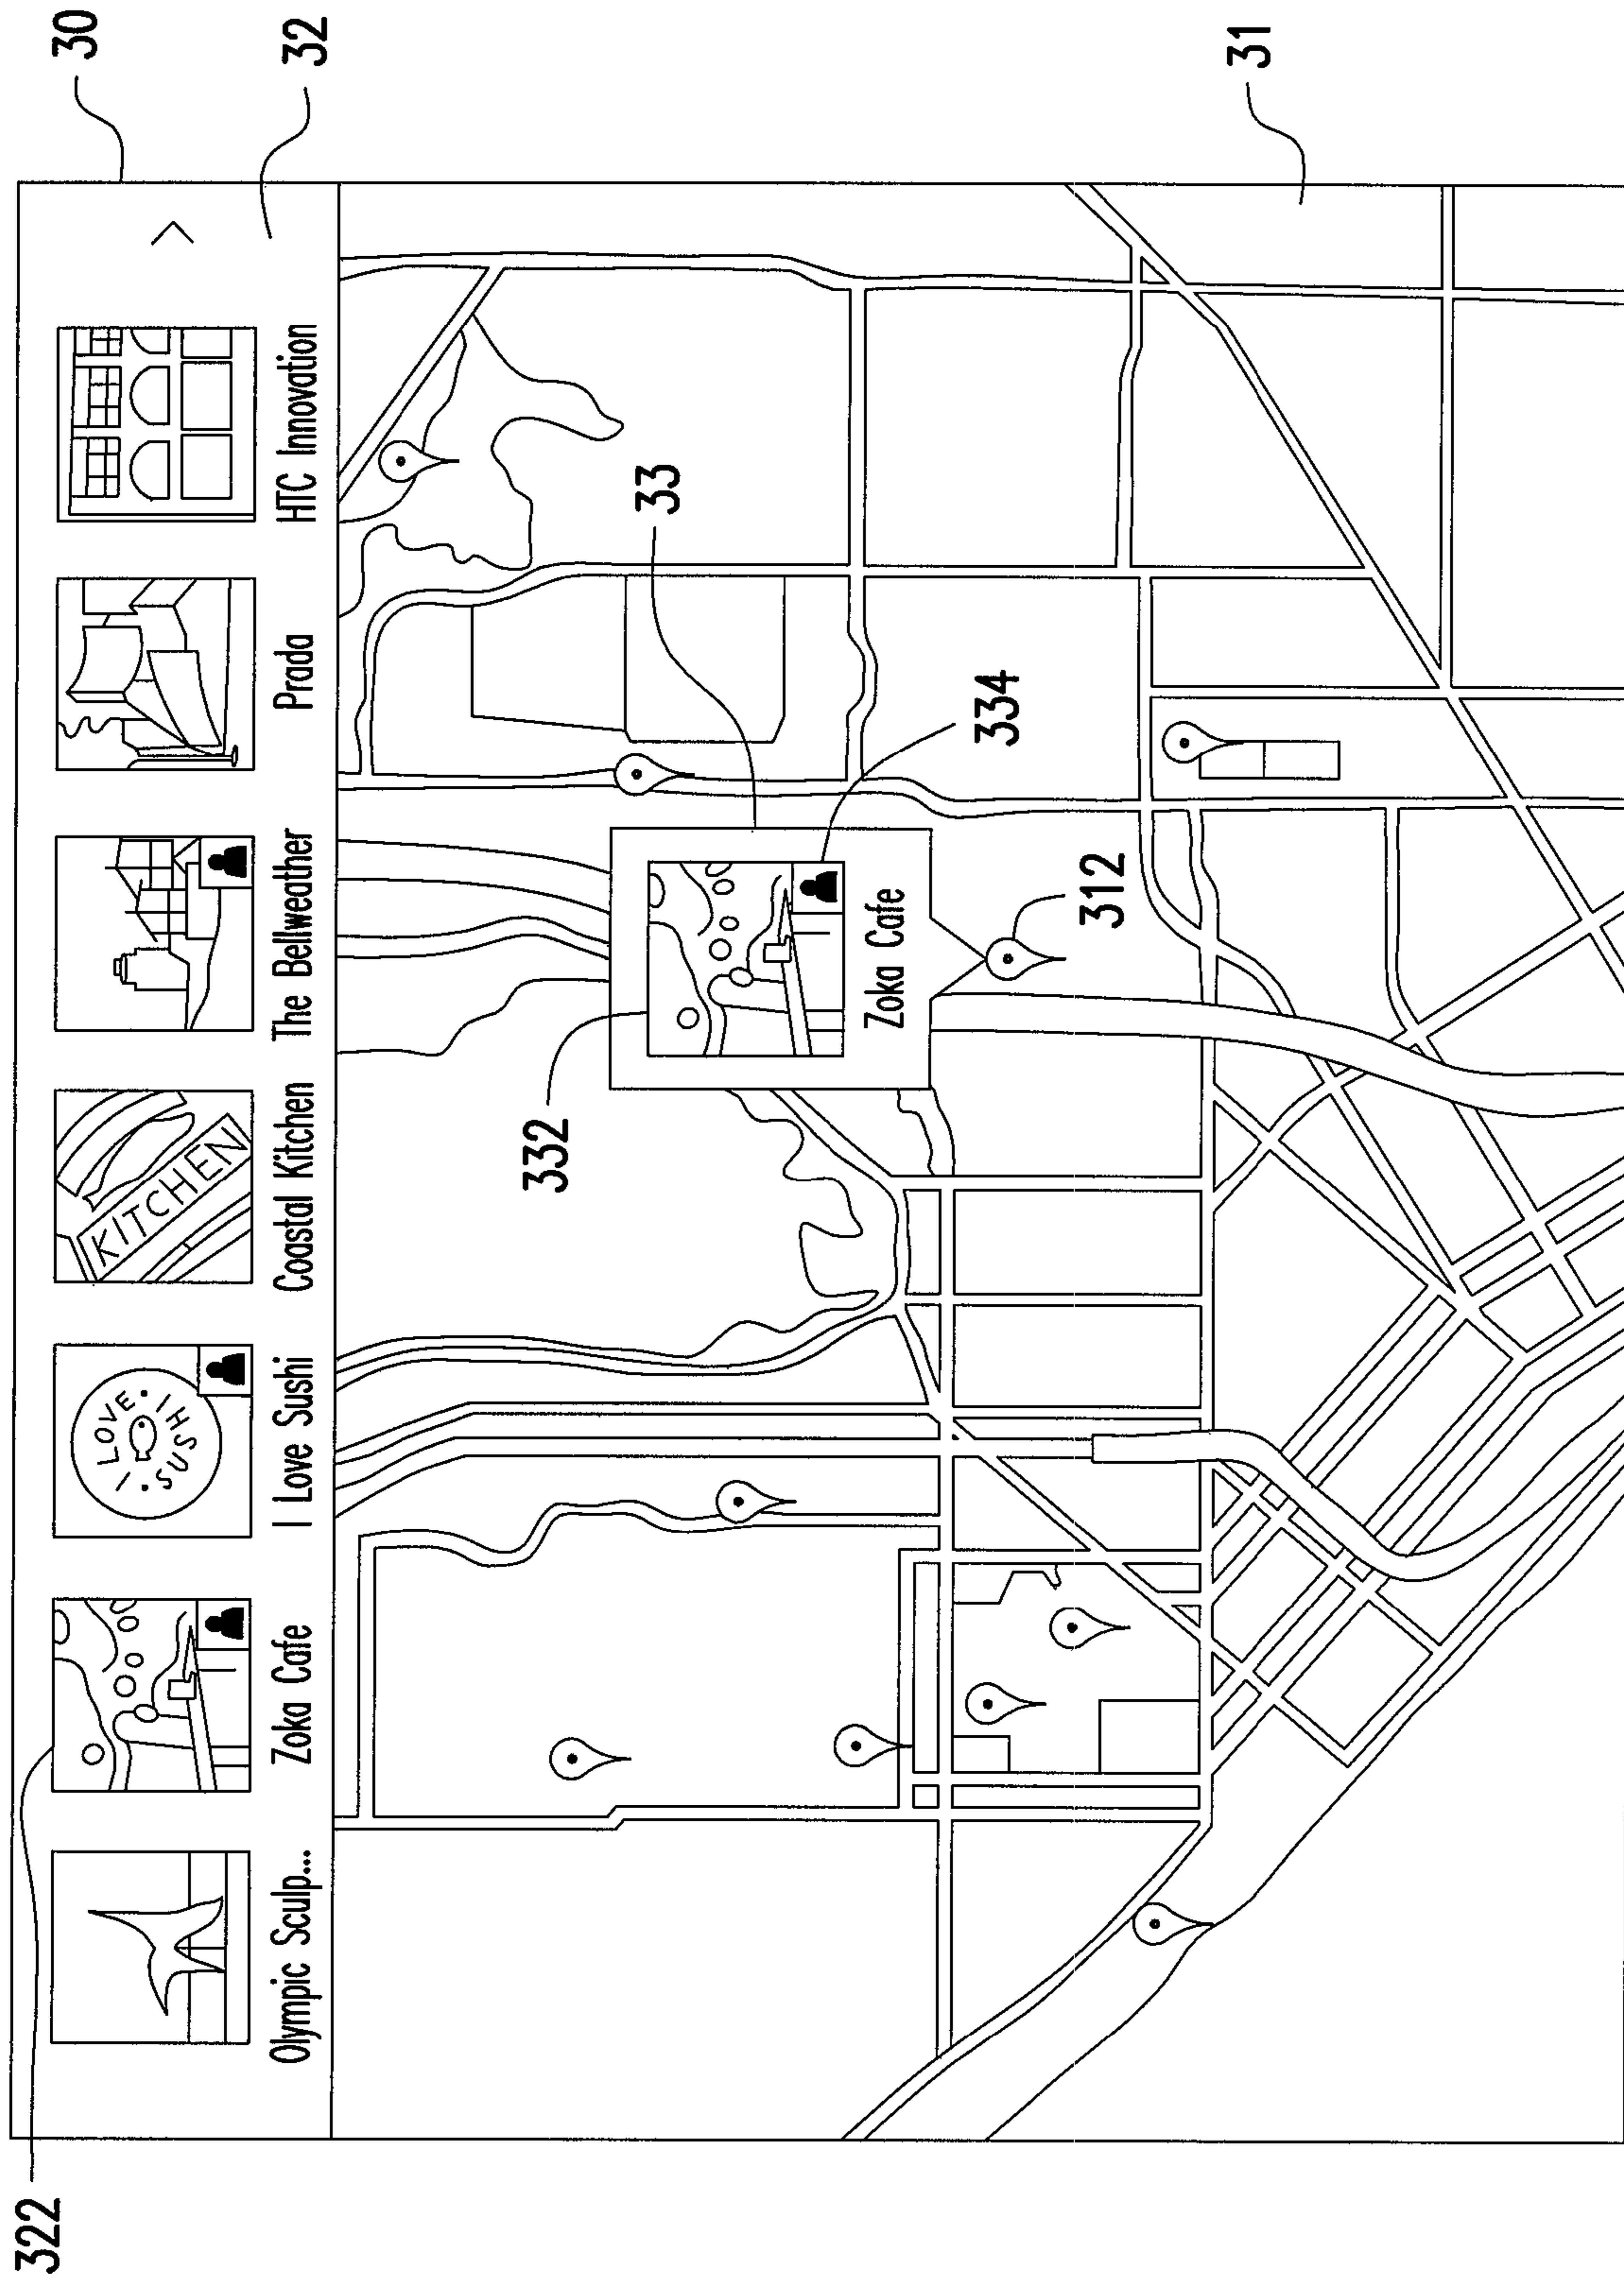 322
30
I LOVE • SUSHI •
KITCHEN
Olympic Sculp...
Zoka Cafe
I Love Sushi
Coastal Kitchen
The Bellweather
Prada
HTC Innovation
32
332
33
Zoka Cafe
334
312
31